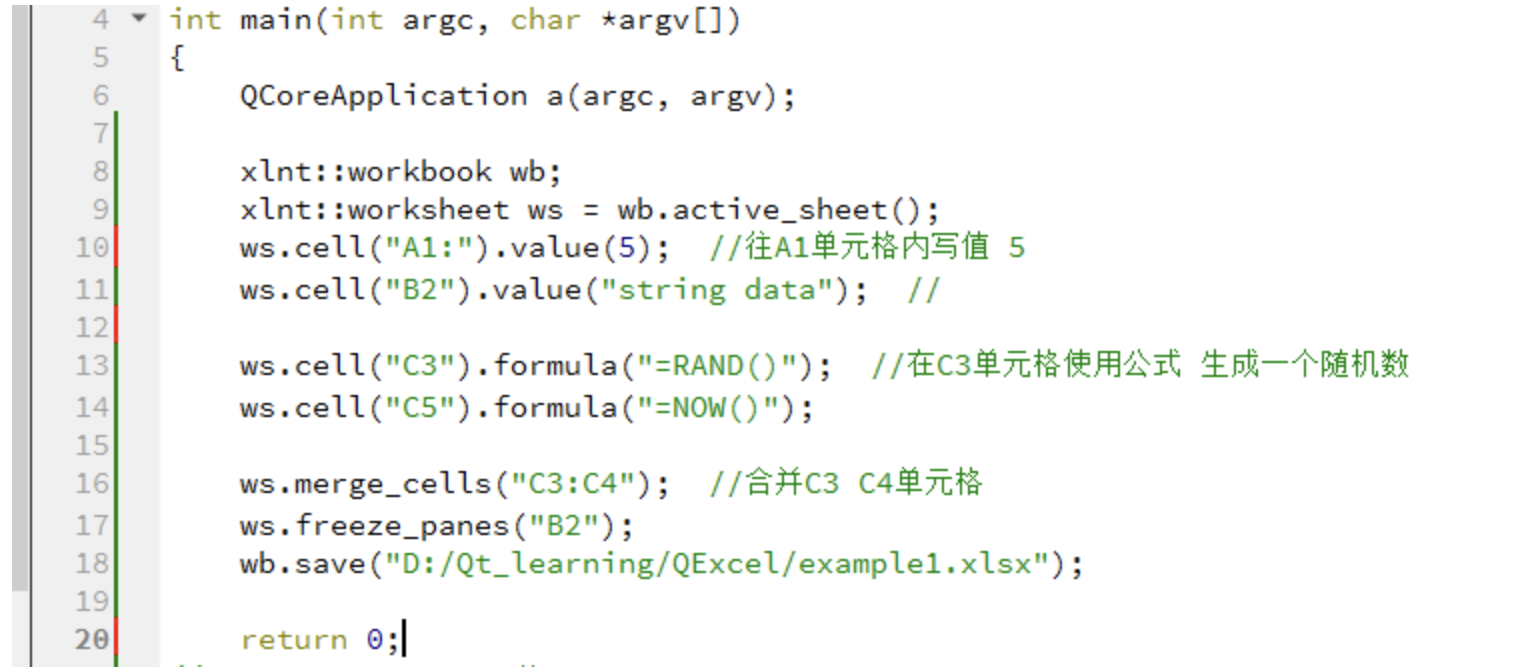 4 int main(int argc, char *argv[])
5 {
6 QCoreApplication a(argc, argv);
7
8 xlnt::workbook wb;
9 xlnt::worksheet ws = wb.active_sheet();
10 ws.cell("A1:").value(5); //往A1单元格内写值 5
11 ws.cell("B2").value("string data"); //
12
13 ws.cell("C3").formula("=RAND()"); //在C3单元格使用公式 生成一个随机数
14 ws.cell("C5").formula("=NOW()");
15
16 ws.merge_cells("C3:C4"); //合并C3 C4单元格
17 ws.freeze_panes("B2");
18 wb.save("D:/Qt_learning/QExcel/example1.xlsx");
19
20 return 0;